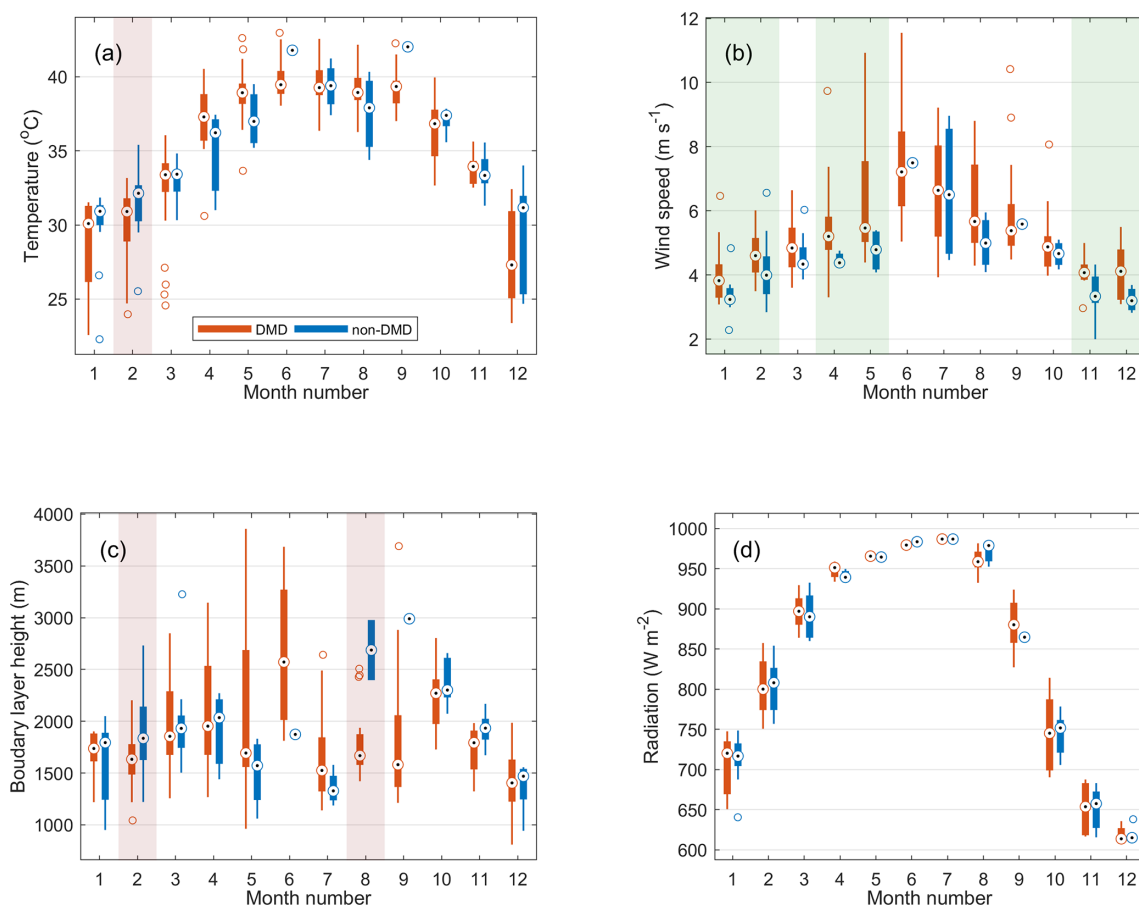 (a)
Temperature (°C)
40
35
30
25
DMD non-DMD
1 2 3 4 5 6 7 8 9 10 11 12
Month number
(b)
Wind speed (m s-1)
12
10
8
6
4
2
1 2 3 4 5 6 7 8 9 10 11 12
Month number
(c)
Boudary layer height (m)
4000
3500
3000
2500
2000
1500
1000
1 2 3 4 5 6 7 8 9 10 11 12
Month number
(d)
Radiation (W m-2)
1000
950
900
850
800
750
700
650
600
1 2 3 4 5 6 7 8 9 10 11 12
Month number